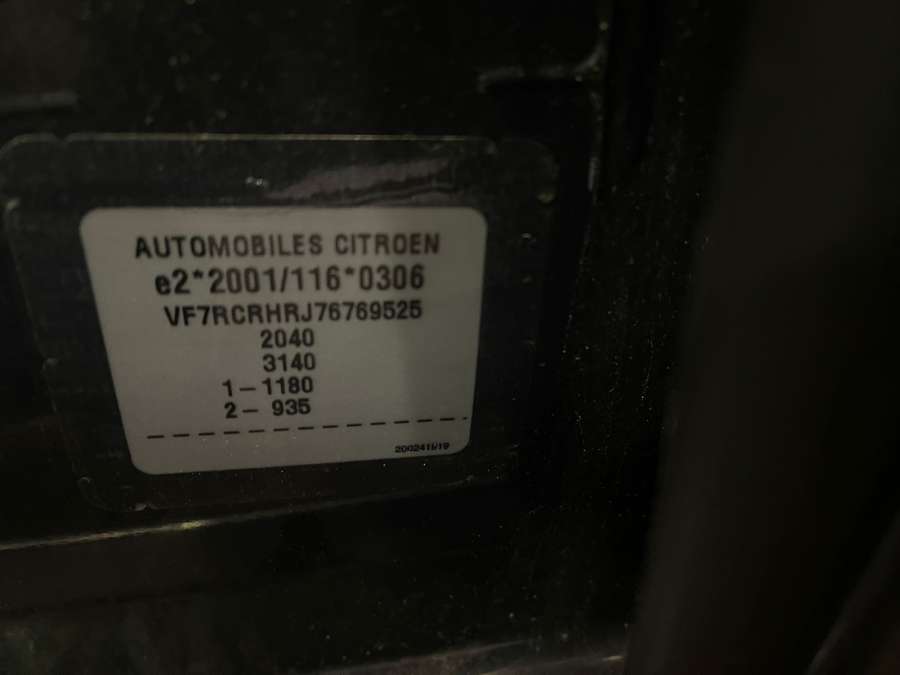 AUTOMOBILES CITROEN
e2*2001/116*0306
VF7RCRHRJ76769525
2040
3140
1-1180
2- 935